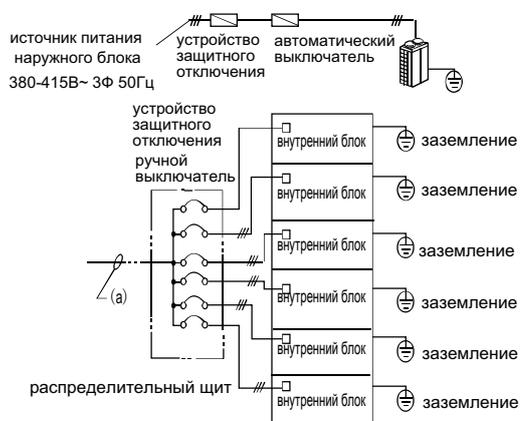 источник питания
наружного блока
380-415В~ 3Ф 50Гц
устройство
защитного
отключения
автоматический
выключатель
устройство
защитного
отключения
ручной
выключатель
внутренний блок
заземление
внутренний блок
заземление
внутренний блок
заземление
(a)
внутренний блок
заземление
внутренний блок
заземление
распределительный щит
внутренний блок
заземление